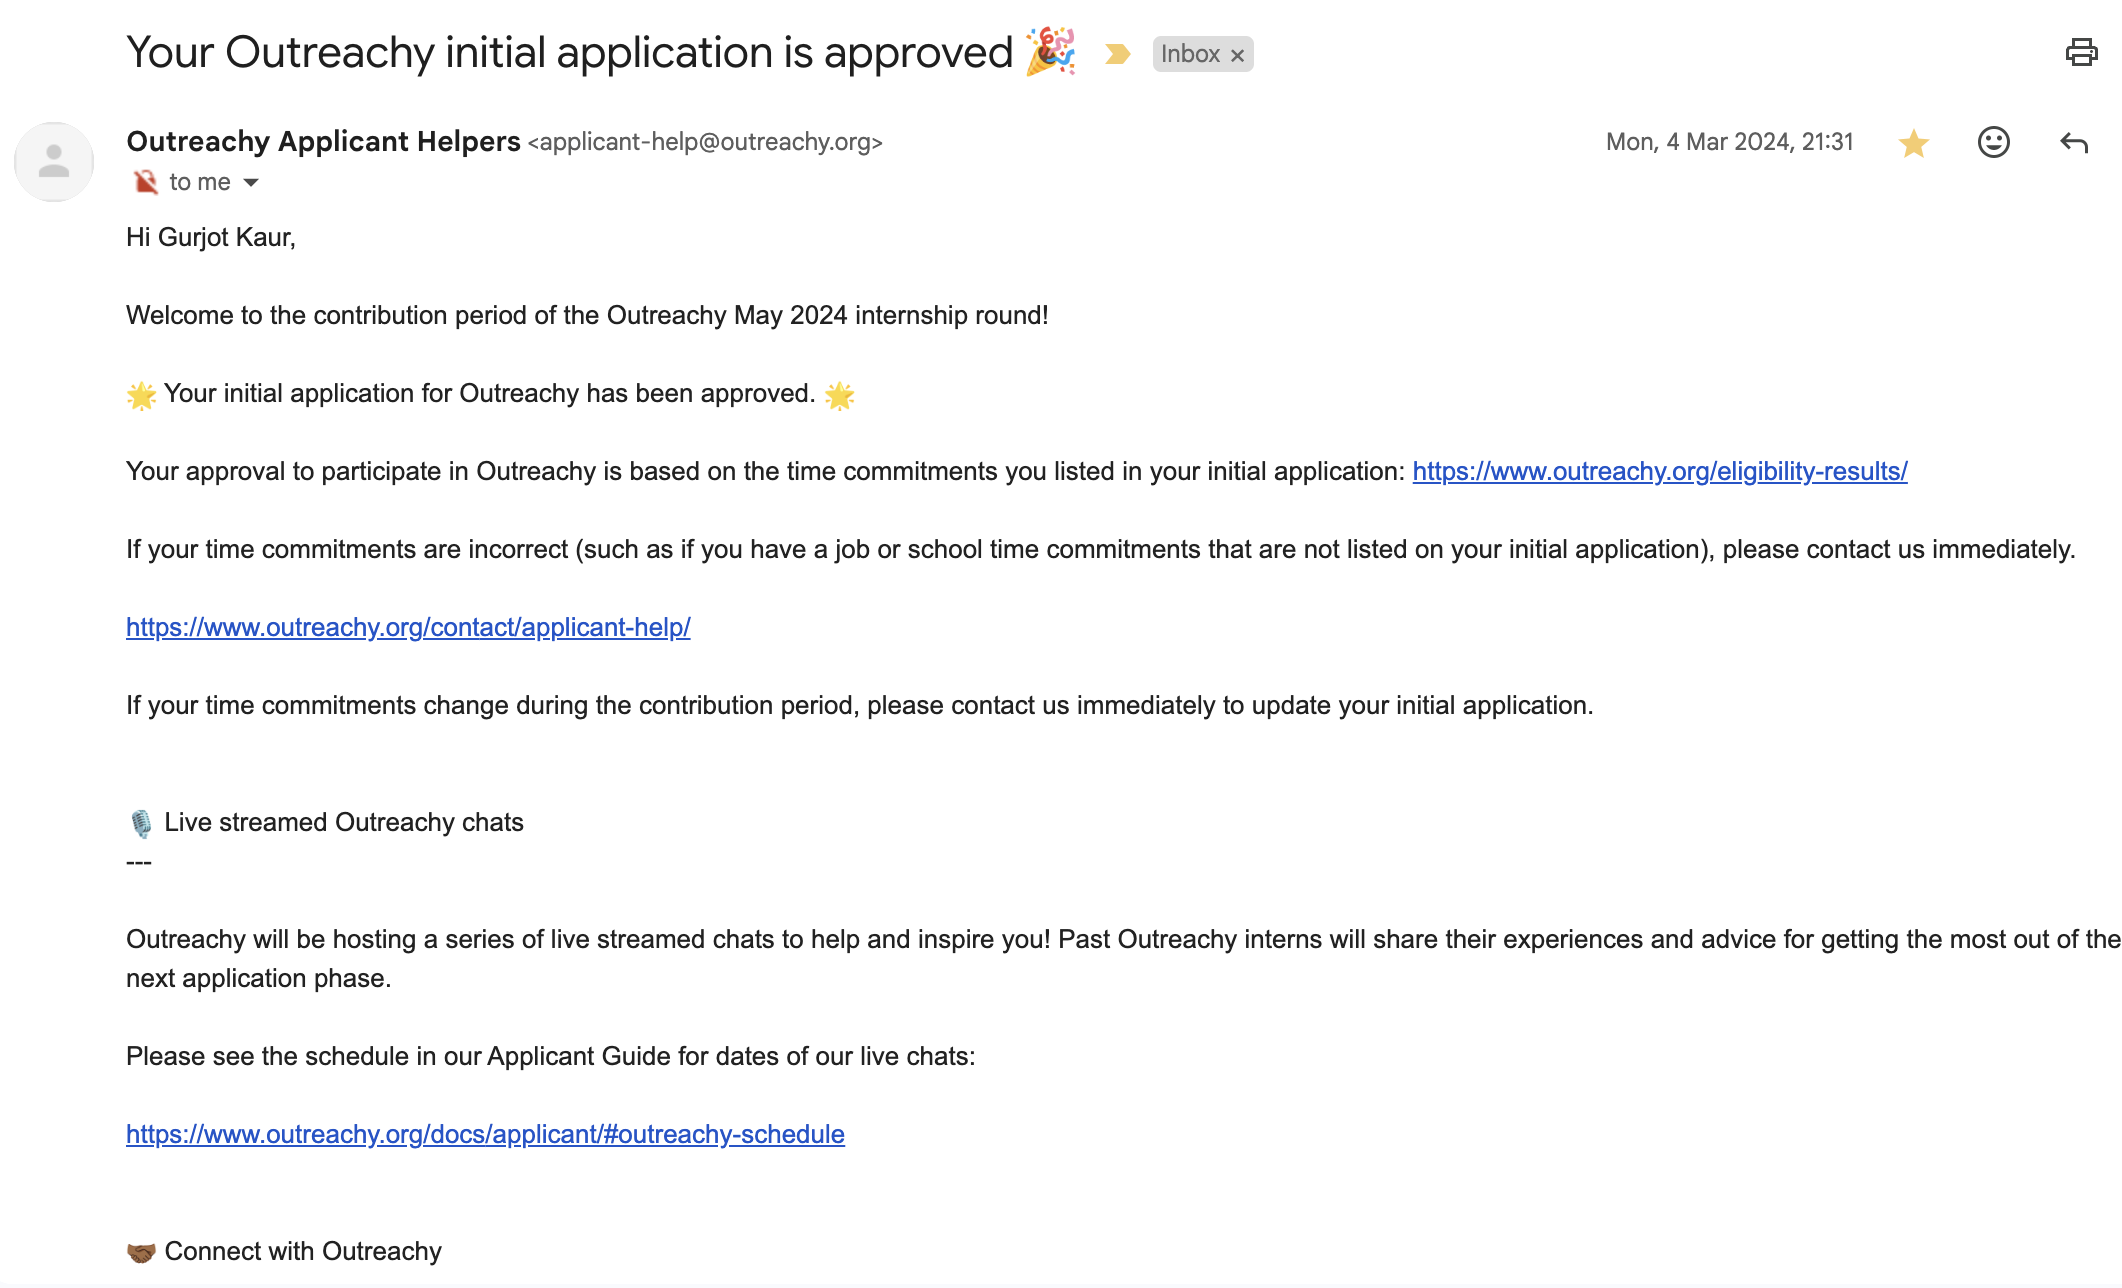 Your Outreachy initial application is approved 🎉
Inbox ×
Outreachy Applicant Helpers <applicant-help@outreachy.org>
Mon, 4 Mar 2024, 21:31
to me
Hi Gurjot Kaur,
Welcome to the contribution period of the Outreachy May 2024 internship round!
🌟 Your initial application for Outreachy has been approved. 🌟
Your approval to participate in Outreachy is based on the time commitments you listed in your initial application: https://www.outreachy.org/eligibility-results/
If your time commitments are incorrect (such as if you have a job or school time commitments that are not listed on your initial application), please contact us immediately.
https://www.outreachy.org/contact/applicant-help/
If your time commitments change during the contribution period, please contact us immediately to update your initial application.
🎙️ Live streamed Outreachy chats
---
Outreachy will be hosting a series of live streamed chats to help and inspire you! Past Outreachy interns will share their experiences and advice for getting the most out of the
next application phase.
Please see the schedule in our Applicant Guide for dates of our live chats:
https://www.outreachy.org/docs/applicant/#outreachy-schedule
🤝🏾 Connect with Outreachy